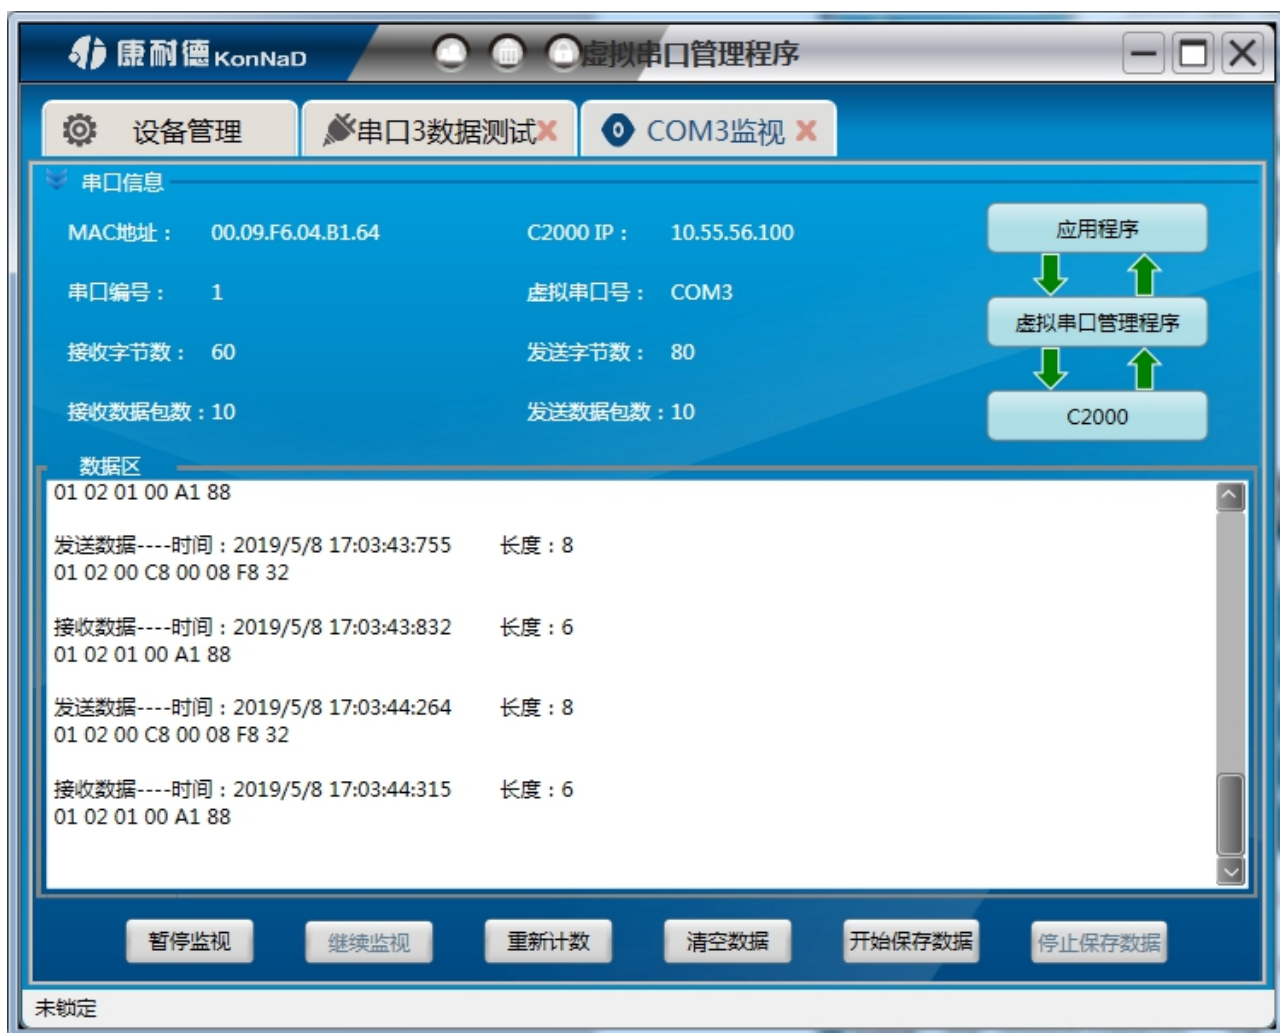 康耐德 KonNaD 虚拟串口管理程序
设备管理 串口3数据测试 COM3监视
串口信息
MAC地址： 00.09.F6.04.B1.64 C2000 IP： 10.55.56.100 应用程序
串口编号： 1 虚拟串口号： COM3
虚拟串口管理程序
接收字节数： 60 发送字节数： 80
接收数据包数：10 发送数据包数：10 C2000
数据区
01 02 01 00 A1 88
发送数据----时间：2019/5/8 17:03:43:755 长度：8
01 02 00 C8 00 08 F8 32
接收数据----时间：2019/5/8 17:03:43:832 长度：6
01 02 01 00 A1 88
发送数据----时间：2019/5/8 17:03:44:264 长度：8
01 02 00 C8 00 08 F8 32
接收数据----时间：2019/5/8 17:03:44:315 长度：6
01 02 01 00 A1 88
暂停监视 继续监视 重新计数 清空数据 开始保存数据 停止保存数据
未锁定